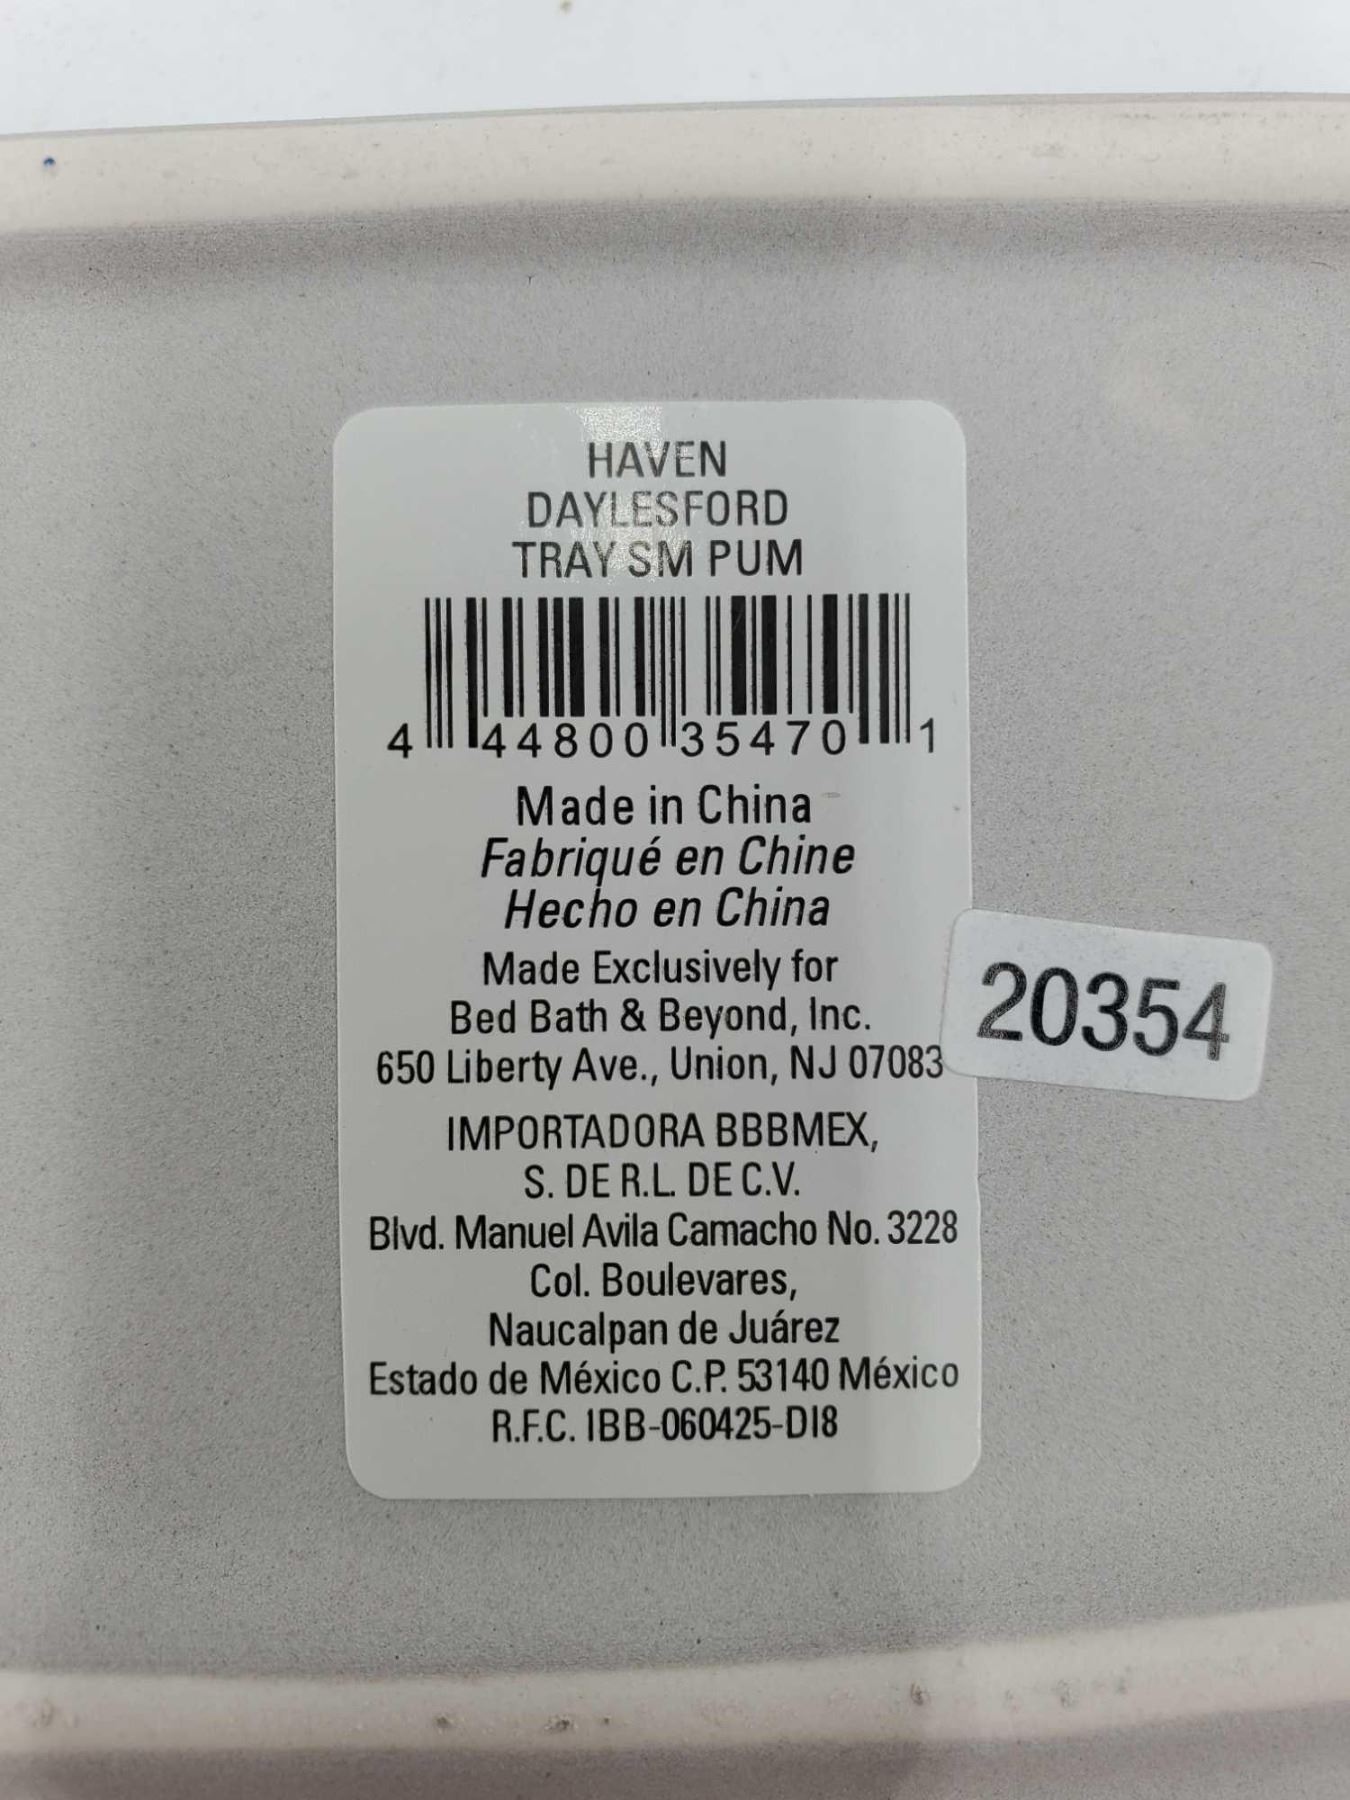 HAVEN
DAYLESFORD
TRAY SM PUM
4 44800 35470 1
Made in China
Fabriqué en Chine
Hecho en China
Made Exclusively for
Bed Bath & Beyond, Inc.
650 Liberty Ave., Union, NJ 07083
20354
IMPORTADORA BBBMEX,
S. DE R.L. DE C.V.
Blvd. Manuel Avila Camacho No. 3228
Col. Boulevares,
Naucalpan de Juárez
Estado de México C.P. 53140 México
R.F.C. IBB-060425-DI8